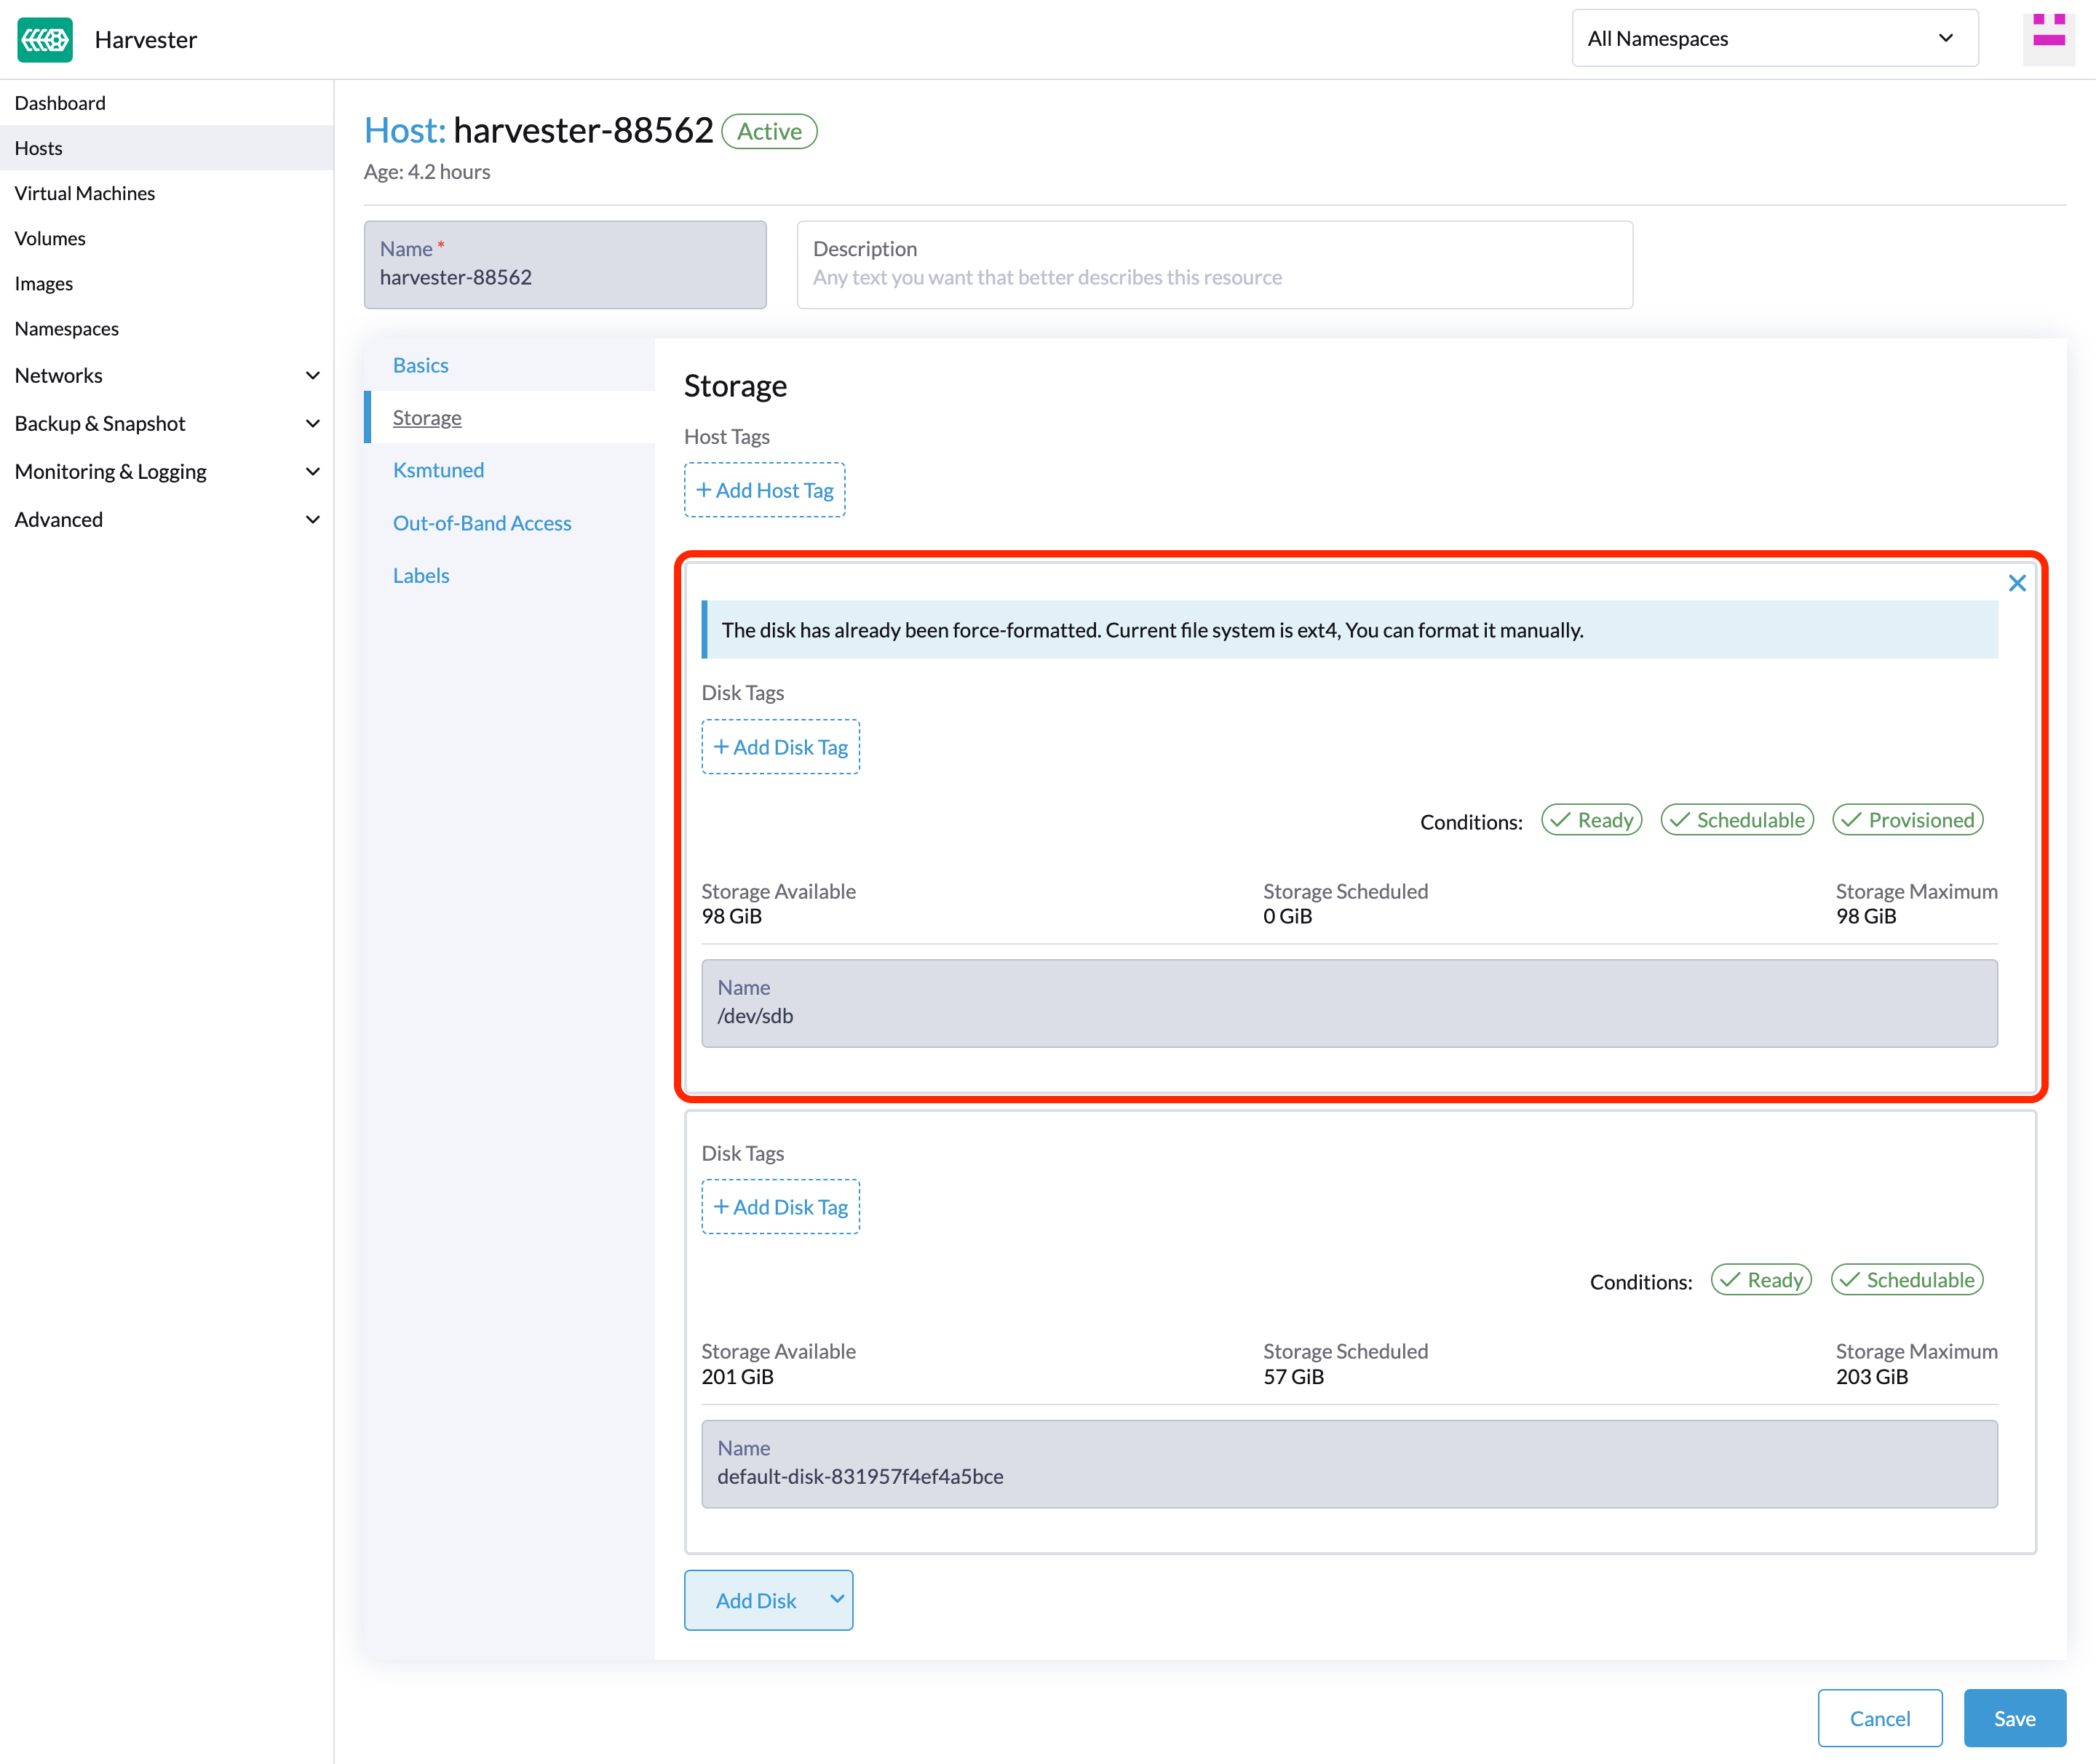 Harvester
All Namespaces
Dashboard
Hosts
Virtual Machines
Volumes
Images
Namespaces
Networks
Backup & Snapshot
Monitoring & Logging
Advanced
Host: harvester-88562 Active
Age: 4.2 hours
Name *
harvester-88562
Description
Any text you want that better describes this resource
Basics
Storage
Ksmtuned
Out-of-Band Access
Labels
Storage
Host Tags
+ Add Host Tag
The disk has already been force-formatted. Current file system is ext4, You can format it manually.
Disk Tags
+ Add Disk Tag
Conditions: Ready Schedulable Provisioned
Storage Available Storage Scheduled Storage Maximum
98 GiB 0 GiB 98 GiB
Name
/dev/sdb
Disk Tags
+ Add Disk Tag
Conditions: Ready Schedulable
Storage Available Storage Scheduled Storage Maximum
201 GiB 57 GiB 203 GiB
Name
default-disk-831957f4ef4a5bce
Add Disk
Cancel Save